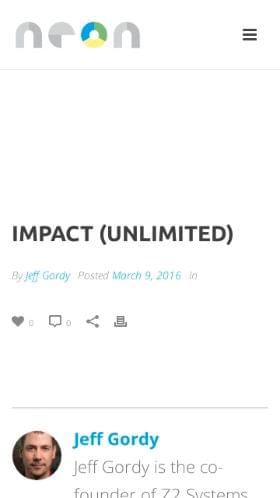 neon
IMPACT (UNLIMITED)
By Jeff Gordy Posted March 9, 2016 In
0 0
Jeff Gordy
Jeff Gordy is the co-
founder of Z2 Systems